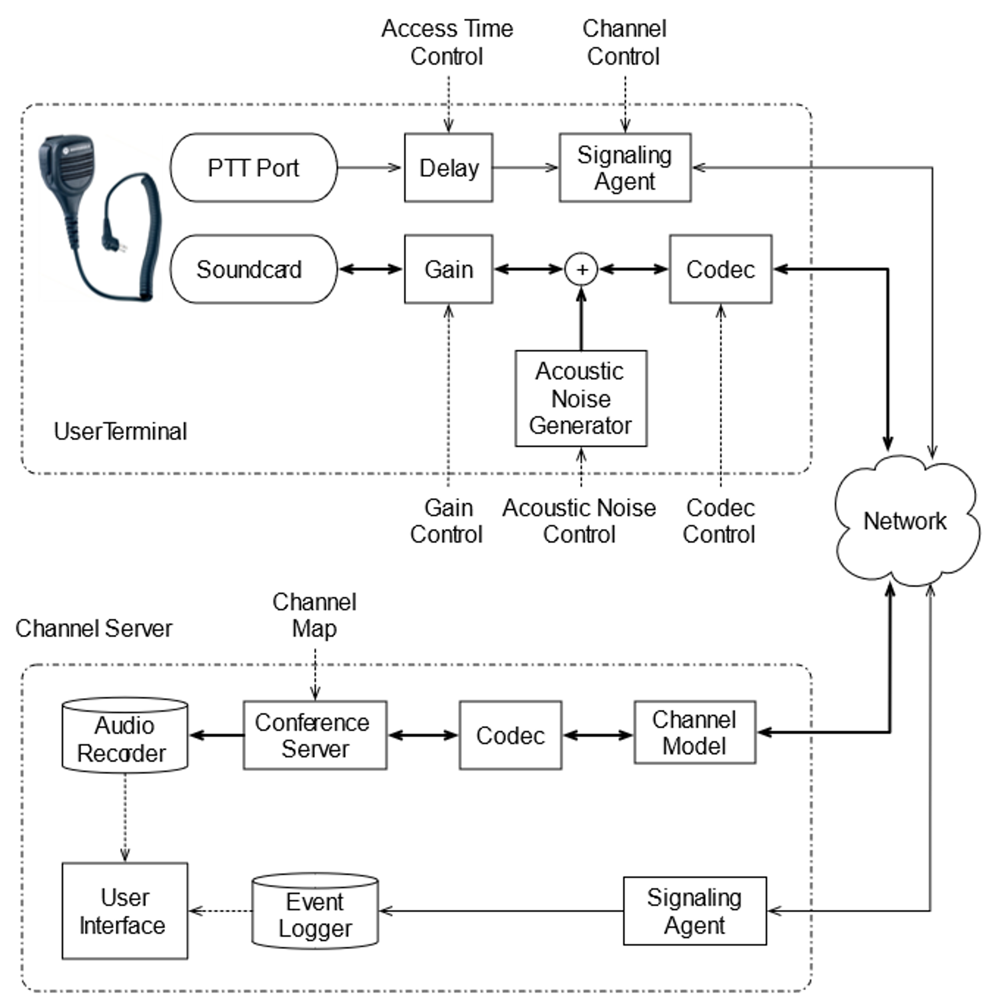 Access Time
Control
Channel
Control
PTT Port
Delay
Signaling
Agent
Soundcard
Gain
+
Codec
Acoustic
Noise
Generator
UserTerminal
Gain
Control
Acoustic Noise
Control
Codec
Control
Network
Channel
Map
Channel Server
Audio
Recorder
Conference
Server
Codec
Channel
Model
User
Interface
Event
Logger
Signaling
Agent